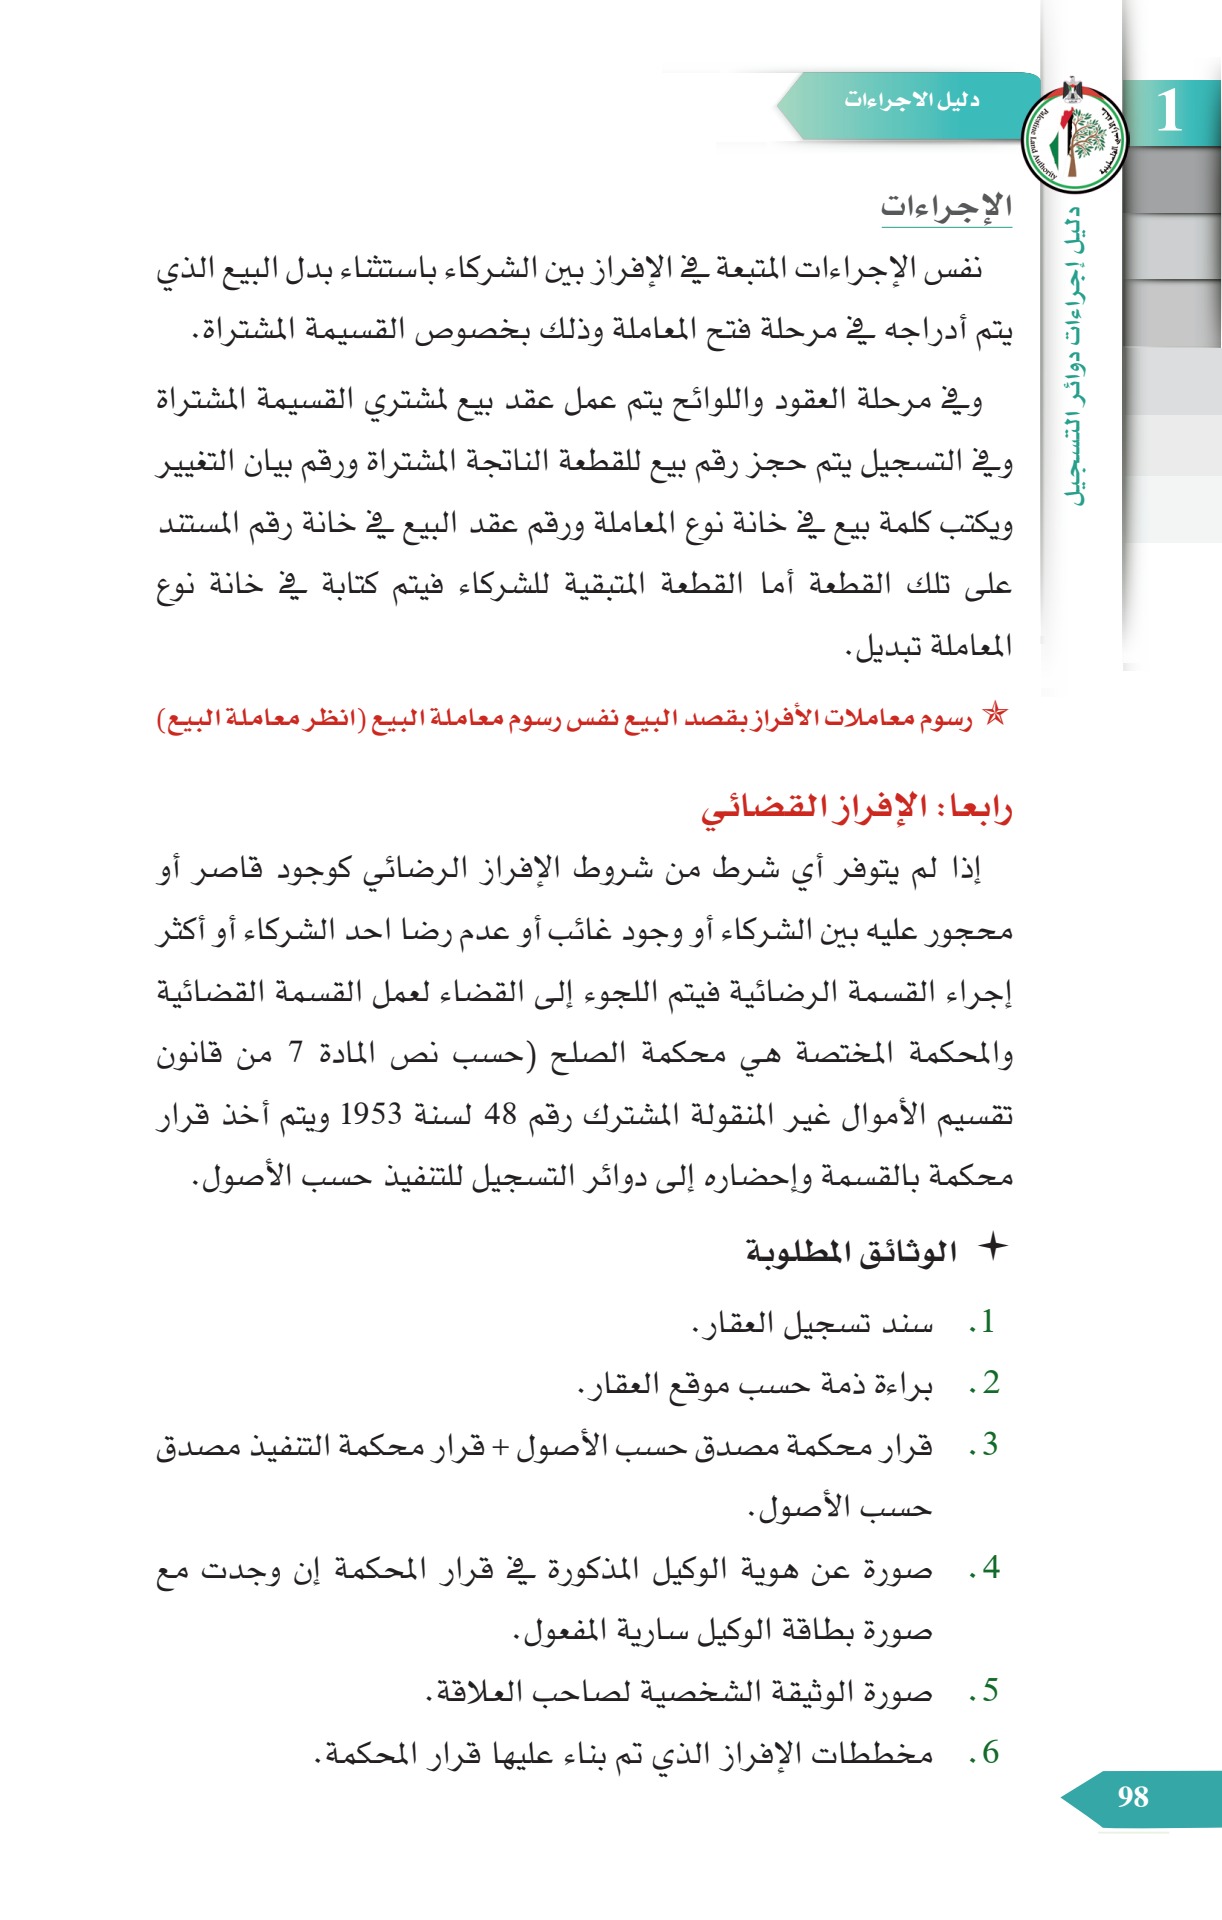 دليل الاجراءات
1
Palestine Land Authority
دليل إجراءات دوائر التسجيل
الإجراءات
نفس الإجراءات المتبعة في الإفراز بين الشركاء باستثناء بدل البيع الذي
يتم أدراجه في مرحلة فتح المعاملة وذلك بخصوص القسيمة المشتراة.
وفي مرحلة العقود واللوائح يتم عمل عقد بيع لمشتري القسيمة المشتراة
وفي التسجيل يتم حجز رقم بيع للقطعة الناتجة المشتراة ورقم بيان التغيير
ويكتب كلمة بيع في خانة نوع المعاملة ورقم عقد البيع في خانة رقم المستند
على تلك القطعة أما القطعة المتبقية للشركاء فيتم كتابة في خانة نوع
المعاملة تبديل.
رسوم معاملات الأفراز بقصد البيع نفس رسوم معاملة البيع (انظر معاملة البيع)
رابعا: الإفراز القضائي
إذا لم يتوفر أي شرط من شروط الإفراز الرضائي كوجود قاصر أو
محجور عليه بين الشركاء أو وجود غائب أو عدم رضا احد الشركاء أو أكثر
إجراء القسمة الرضائية فيتم اللجوء إلى القضاء لعمل القسمة القضائية
والمحكمة المختصة هي محكمة الصلح (حسب نص المادة 7 من قانون
تقسيم الأموال غير المنقولة المشترك رقم 48 لسنة 1953 ويتم أخذ قرار
محكمة بالقسمة وإحضاره إلى دوائر التسجيل للتنفيذ حسب الأصول.
الوثائق المطلوبة
1. سند تسجيل العقار.
2. براءة ذمة حسب موقع العقار.
3. قرار محكمة مصدق حسب الأصول + قرار محكمة التنفيذ مصدق
حسب الأصول.
4. صورة عن هوية الوكيل المذكورة في قرار المحكمة إن وجدت مع
صورة بطاقة الوكيل سارية المفعول.
5. صورة الوثيقة الشخصية لصاحب العلاقة.
6. مخططات الإفراز الذي تم بناء عليها قرار المحكمة.
98